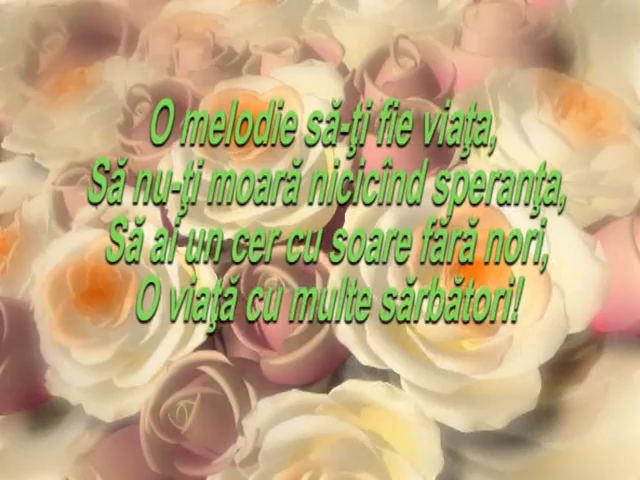 O melodie să-ţi fie viaţa,
Să nu-ţi moară nicicînd speranţa,
Să ai un cer cu soare fără nori,
O viaţă cu multe sărbători!